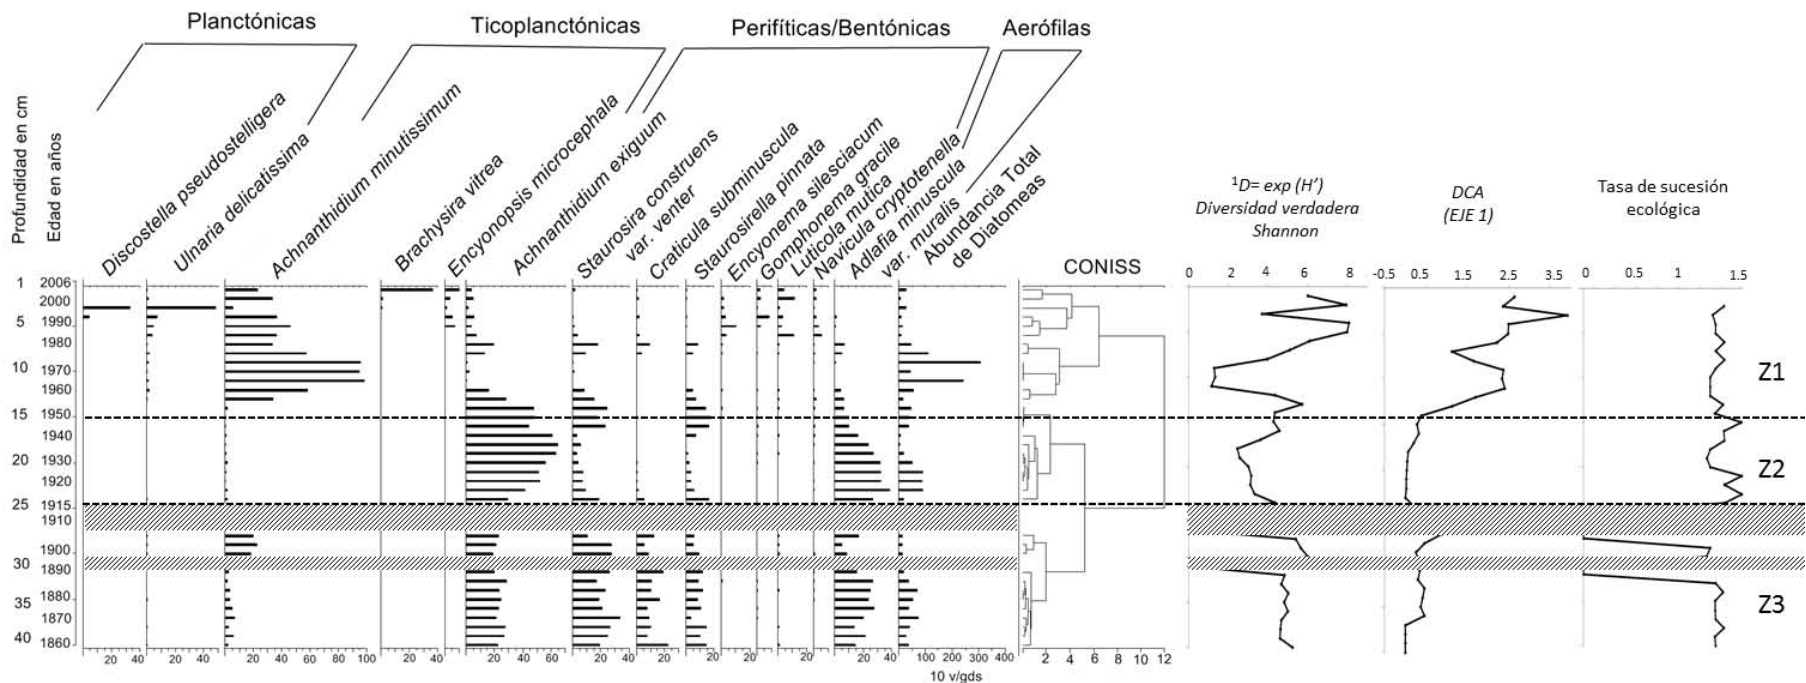 Planctónicas
Ticoplanctónicas
Perifíticas/Bentónicas
Aerófilas
Profundidad en cm
Edad en años
Discostella pseudostelligera
Ulnaria delicatissima
Achnanthidium minutissimum
Brachysira vitrea
Encyonopsis microcephala
Achnanthidium exiguum
Staurosira construens
var. venter
Craticula subminuscula
Staurosirella pinnata
Encyonema silesciacum
Gomphonema gracile
Luticola mutica
Navicula cryptotenella
Adlafia minuscula
var. muralis
Abundancia Total
de Diatomeas
CONISS
¹D= exp (H’)
Diversidad verdadera
Shannon
DCA
(EJE 1)
Tasa de sucesión
ecológica
0 2 4 6 8
-0.5 0.5 1.5 2.5 3.5
0 0.5 1 1.5
1 2006
2000
5 1990
1980
10 1970
1960
15 1950
1940
20 1930
1920
25 1915
1910
1900
30 1890
35 1880
1870
40 1860
Z1
Z2
Z3
20 40
20 40
20 40 60 80 100
20
20 40 60
20 40
20
20
100 200 300 400
10 v/gds
2 4 6 8 10 12